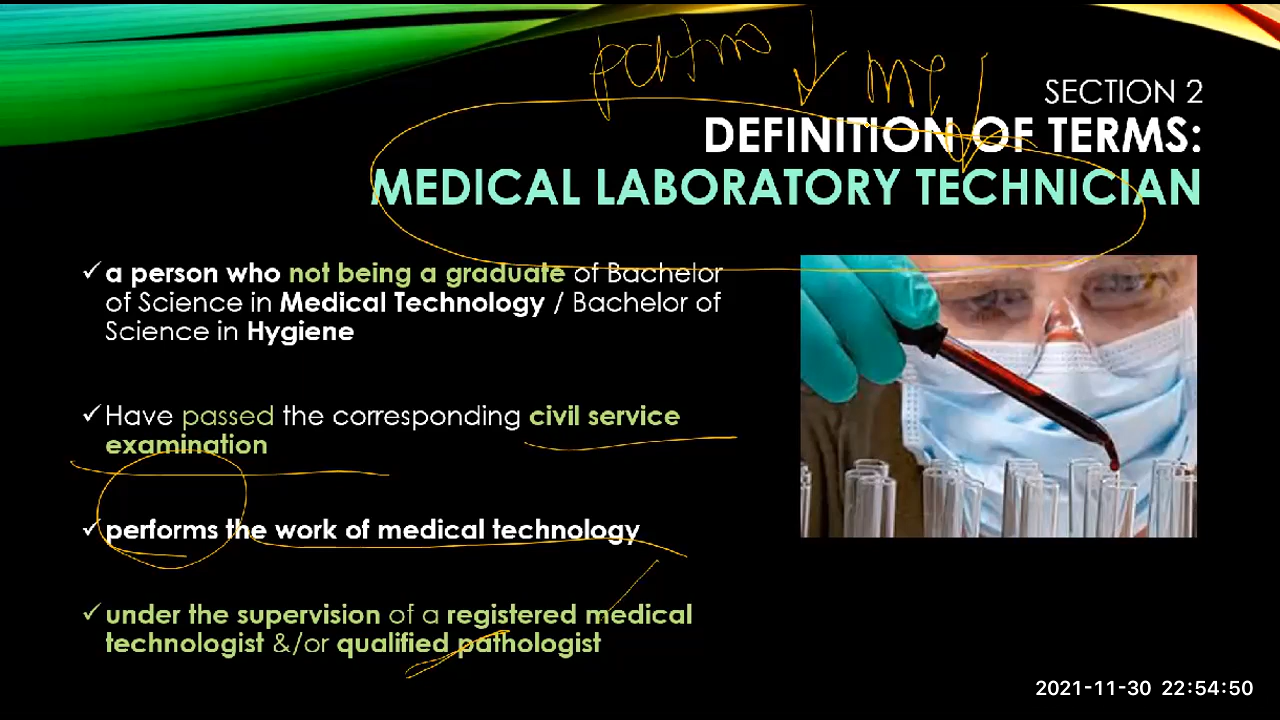 SECTION 2
DEFINITION OF TERMS:
MEDICAL LABORATORY TECHNICIAN
✓a person who not being a graduate of Bachelor
of Science in Medical Technology / Bachelor of
Science in Hygiene
✓Have passed the corresponding civil service
examination
✓performs the work of medical technology
✓under the supervision of a registered medical
technologist &/or qualified pathologist
2021-11-30 22:54:50